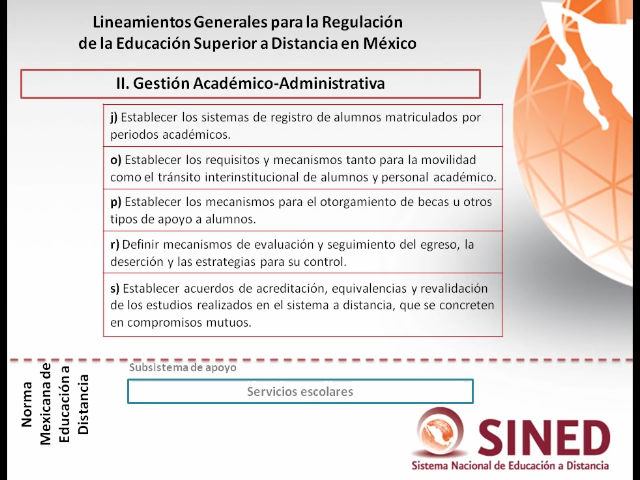 Lineamientos Generales para la Regulación
de la Educación Superior a Distancia en México
II. Gestión Académico-Administrativa
j) Establecer los sistemas de registro de alumnos matriculados por
periodos académicos.
o) Establecer los requisitos y mecanismos tanto para la movilidad
como el tránsito interinstitucional de alumnos y personal académico.
p) Establecer los mecanismos para el otorgamiento de becas u otros
tipos de apoyo a alumnos.
r) Definir mecanismos de evaluación y seguimiento del egreso, la
deserción y las estrategias para su control.
s) Establecer acuerdos de acreditación, equivalencias y revalidación
de los estudios realizados en el sistema a distancia, que se concreten
en compromisos mutuos.
Norma
Mexicana de
Educación a
Distancia
Subsistema de apoyo
Servicios escolares
SINED
Sistema Nacional de Educación a Distancia